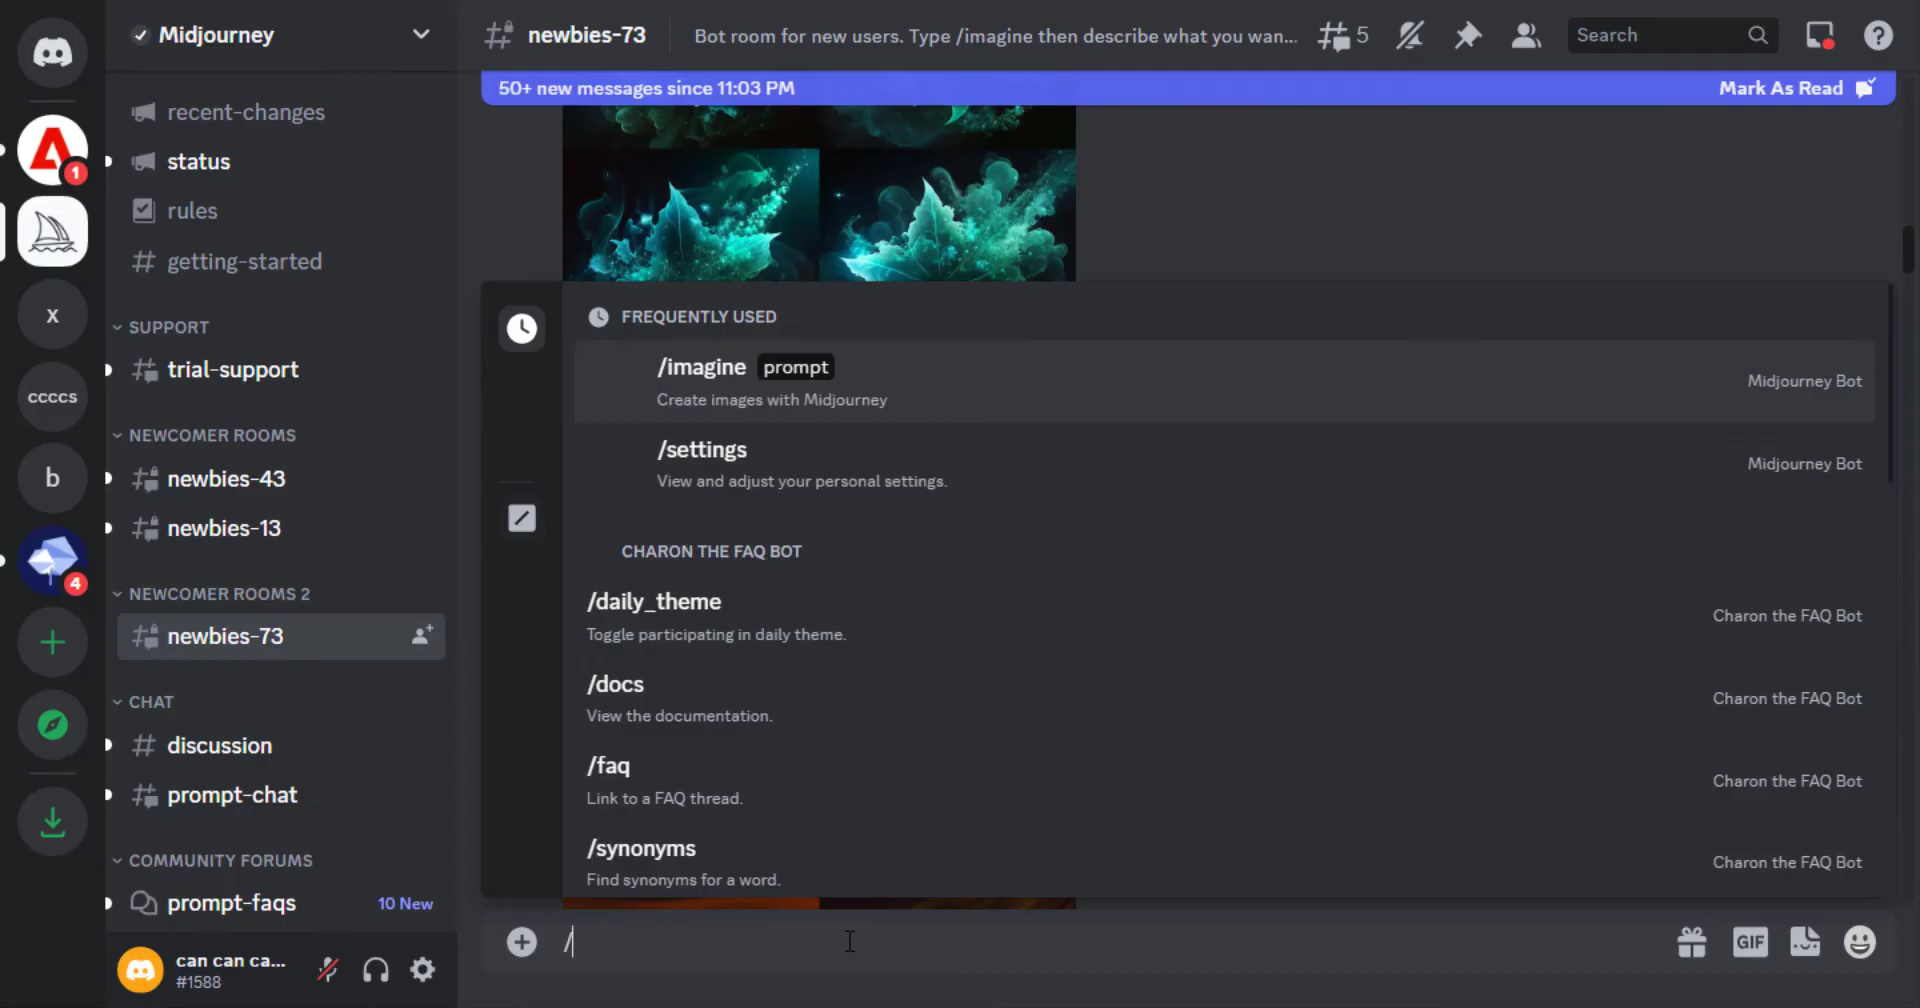 Midjourney
recent-changes
status
rules
getting-started
SUPPORT
trial-support
NEWCOMER ROOMS
newbies-43
newbies-13
NEWCOMER ROOMS 2
newbies-73
CHAT
discussion
prompt-chat
COMMUNITY FORUMS
prompt-faqs 10 New
can can ca...
#1588
1
x
ccccs
b
4
newbies-73 Bot room for new users. Type /imagine then describe what you wan... 5 Search
50+ new messages since 11:03 PM Mark As Read
FREQUENTLY USED
/imagine prompt
Create images with Midjourney
Midjourney Bot
/settings
View and adjust your personal settings.
Midjourney Bot
CHARON THE FAQ BOT
/daily_theme
Toggle participating in daily theme.
Charon the FAQ Bot
/docs
View the documentation.
Charon the FAQ Bot
/faq
Link to a FAQ thread.
Charon the FAQ Bot
/synonyms
Find synonyms for a word.
Charon the FAQ Bot
/
GIF